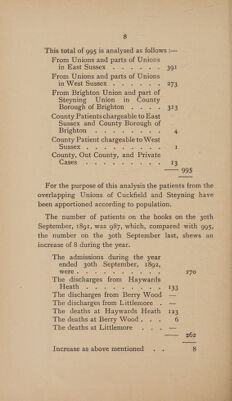 8
This total of 995 is analysed as follows :—
From Unions and parts of Unions
in East Sussex . . . . . . 391
From Unions and parts of Unions
in West Sussex . . . . . . 273
From Brighton Union and part of
Steyning Union in County
Borough of Brighton . . . . 313
County Patients chargeable to East
Sussex and County Borough of
Brighton . . . . . . . . 4
County Patient chargeable to West
Sussex . . . . . . . . . 1
County, Out County, and Private
Cases . . . . . . . . . 13
— 995
For the purpose of this analysis the patients from the
overlapping Unions of Cuckfield and Steyning have
been apportioned according to population.
The number of patients on the books on the 30th
September, 1891, was 987, which, compared with 995,
the number on the 30th September last, shews an
increase of 8 during the year.
The admissions during the year
ended 30th September, 1892,
were . . . . . . . . . . 270
The discharges from Haywards
Heath . . . . . . . . . 133
The discharges from Berry Wood —
The discharges from Littlemore . —
The deaths at Haywards Heath 123
The deaths at Berry Wood . . . 6
The deaths at Littlemore . . . —
— 262
Increase as above mentioned . . 8